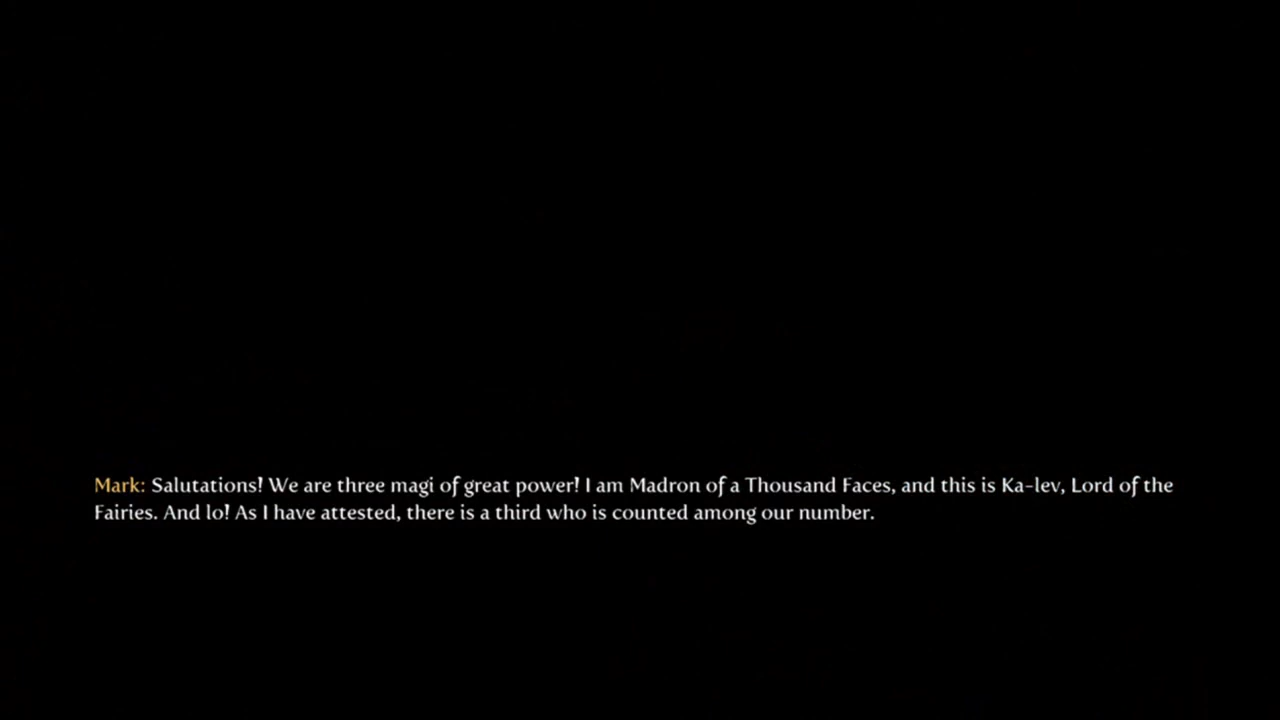 Mark: Salutations! We are three magi of great power! I am Madron of a Thousand Faces, and this is Ka-lev, Lord of the
Fairies. And lo! As I have attested, there is a third who is counted among our number.